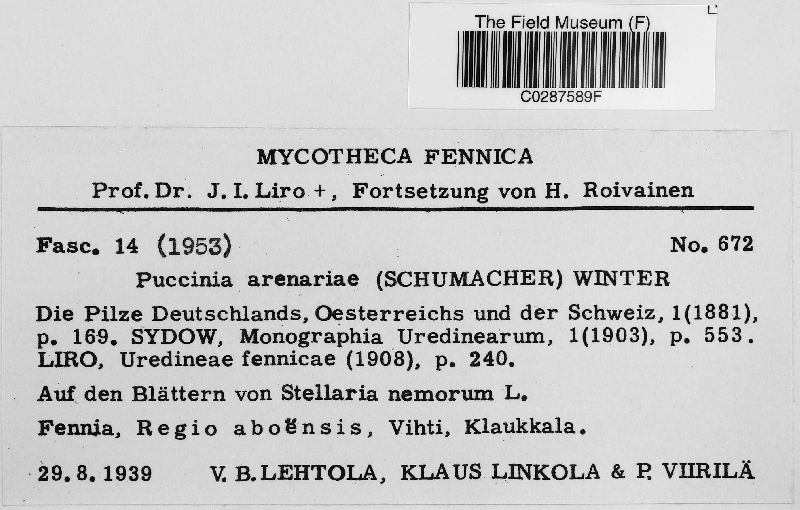 The Field Museum (F)
C0287589F
MYCOTHECA FENNICA
Prof. Dr. J. I. Liro +, Fortsetzung von H. Roivainen
Fasc. 14 (1953) No. 672
Puccinia arenariae (SCHUMACHER) WINTER
Die Pilze Deutschlands, Oesterreichs und der Schweiz, 1(1881),
p. 169. SYDOW, Monographia Uredinearum, 1(1903), p. 553.
LIRO, Uredineae fennicae (1908), p. 240.
Auf den Blättern von Stellaria nemorum L.
Fennia, Regio aboënsis, Vihti, Klaukkala.
29. 8. 1939 V. B. LEHTOLA, KLAUS LINKOLA & P. VIIRILÄ